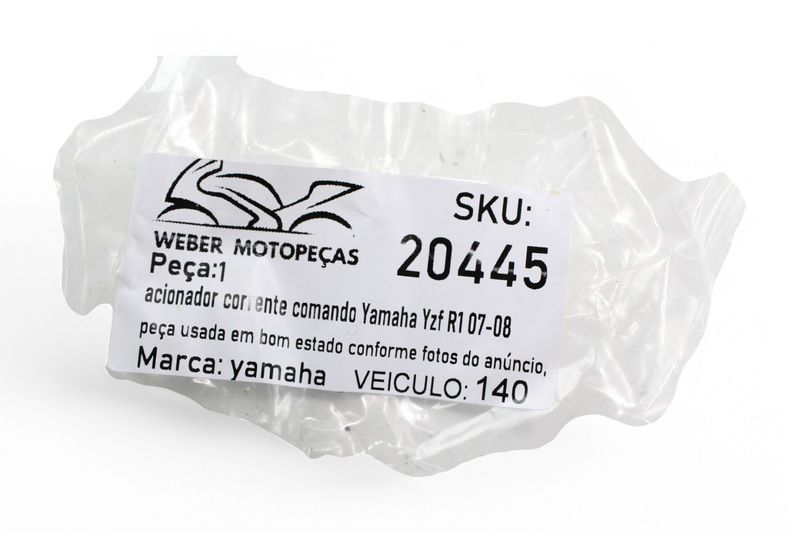 WEBER MOTOPEÇAS
SKU:
20445
Peça:1
acionador corrente comando Yamaha Yzf R1 07-08
peça usada em bom estado conforme fotos do anúncio,
Marca: yamaha VEICULO: 140